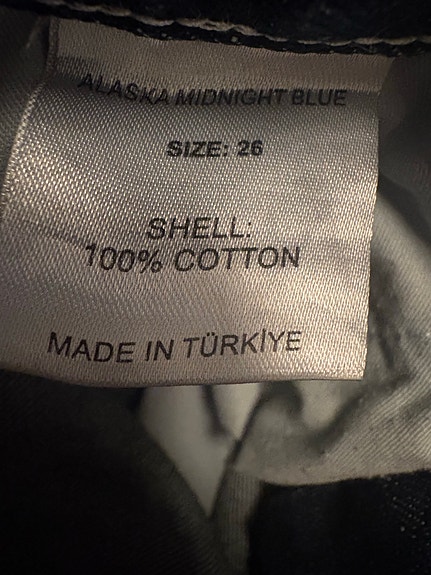 ALASKA MIDNIGHT BLUE
SIZE: 26
SHELL:
100% COTTON
MADE IN TÜRKİYE